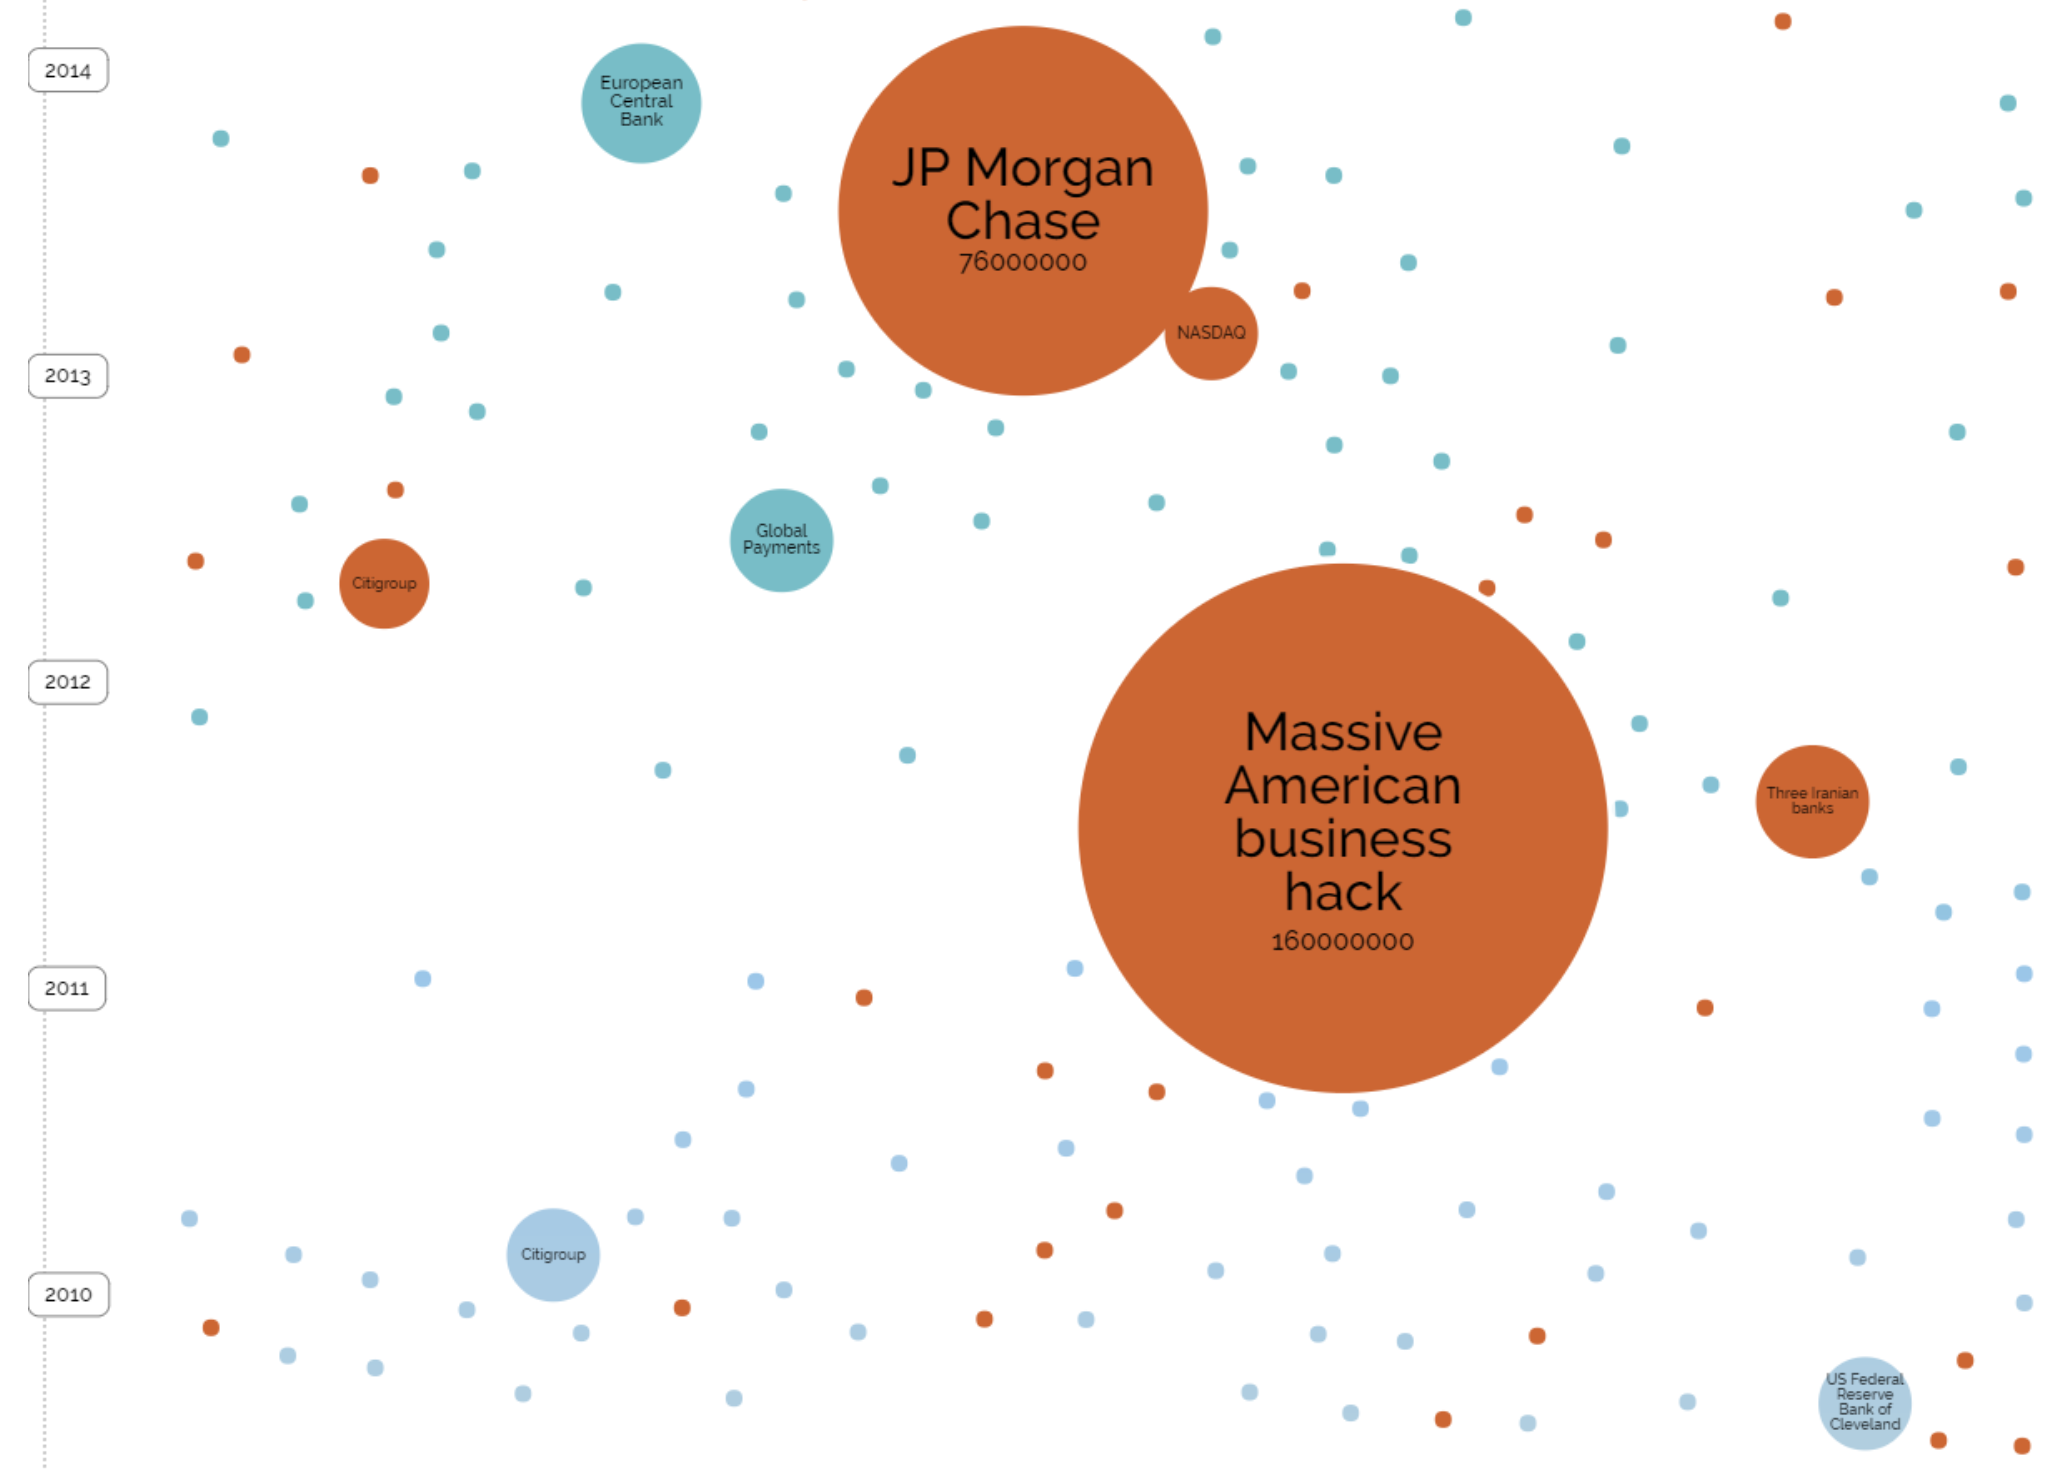 2014
European
Central
Bank
JP Morgan
Chase
76000000
NASDAQ
2013
Global
Payments
Citigroup
2012
Massive
American
business
hack
160000000
Three Iranian
banks
2011
Citigroup
2010
US Federal
Reserve
Bank of
Cleveland